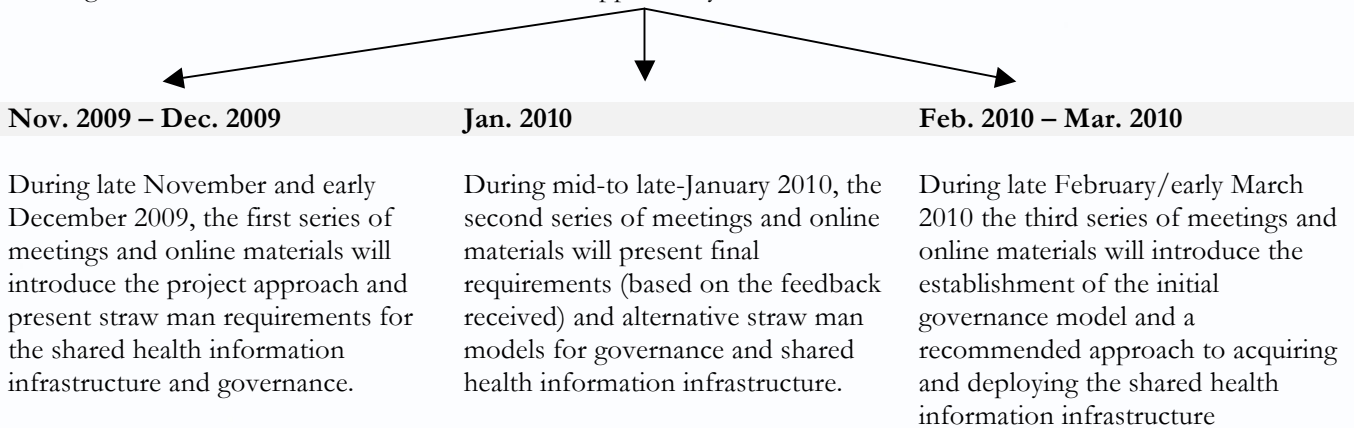 Nov. 2009 – Dec. 2009
During late November and early
December 2009, the first series of
meetings and online materials will
introduce the project approach and
present straw man requirements for
the shared health information
infrastructure and governance.
Jan. 2010
During mid-to late-January 2010, the
second series of meetings and online
materials will present final
requirements (based on the feedback
received) and alternative straw man
models for governance and shared
health information infrastructure.
Feb. 2010 – Mar. 2010
During late February/early March
2010 the third series of meetings and
online materials will introduce the
establishment of the initial
governance model and a
recommended approach to acquiring
and deploying the shared health
information infrastructure